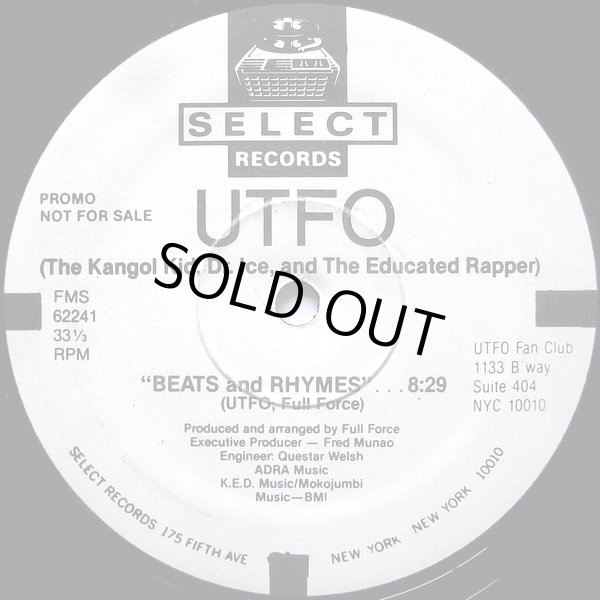 SELECT
RECORDS
UTFO
PROMO
NOT FOR SALE
(The Kangol Kid, Dr. Ice, and The Educated Rapper)
SOLD OUT
FMS
62241
33⅓
RPM
UTFO Fan Club
1133 B'way
Suite 404
NYC 10010
“BEATS and RHYMES”...8:29
(UTFO, Full Force)
Produced and arranged by Full Force
Executive Producer — Fred Munao
Engineer: Questar Welsh
ADRA Music
K.E.D. Music/Mokojumbi
Music—BMI
SELECT RECORDS 175 FIFTH AVE NEW YORK NEW YORK 10010